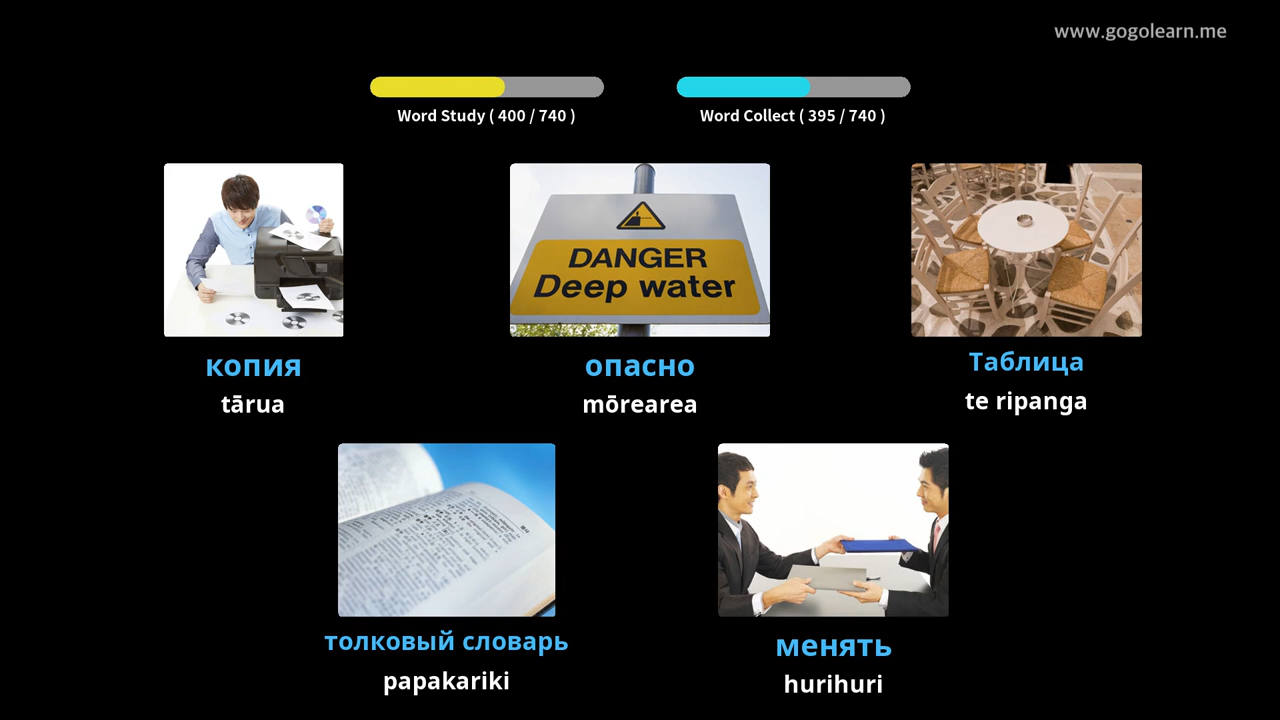 www.gogolearn.me
Word Study ( 400 / 740 )
Word Collect ( 395 / 740 )
DANGER
Deep water
копия
tārua
опасно
mōrearea
Таблица
te ripanga
толковый словарь
papakariki
менять
hurihuri